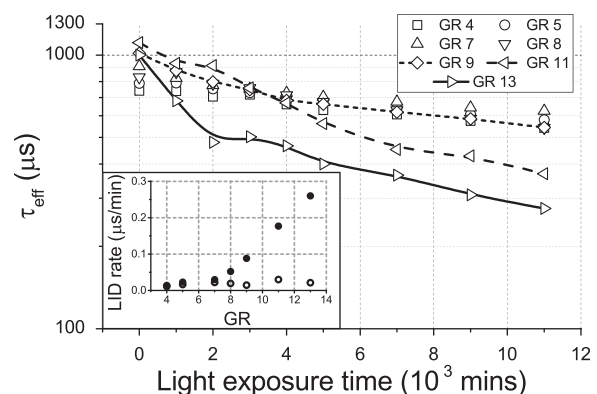 1300
1000
100
τeff (μs)
GR 4 GR 5
GR 7 GR 8
GR 9 GR 11
GR 13
0.3
0.2
0.1
0.0
LID rate (μs/min)
4 6 8 10 12 14
GR
0 2 4 6 8 10 12
Light exposure time (10³ mins)